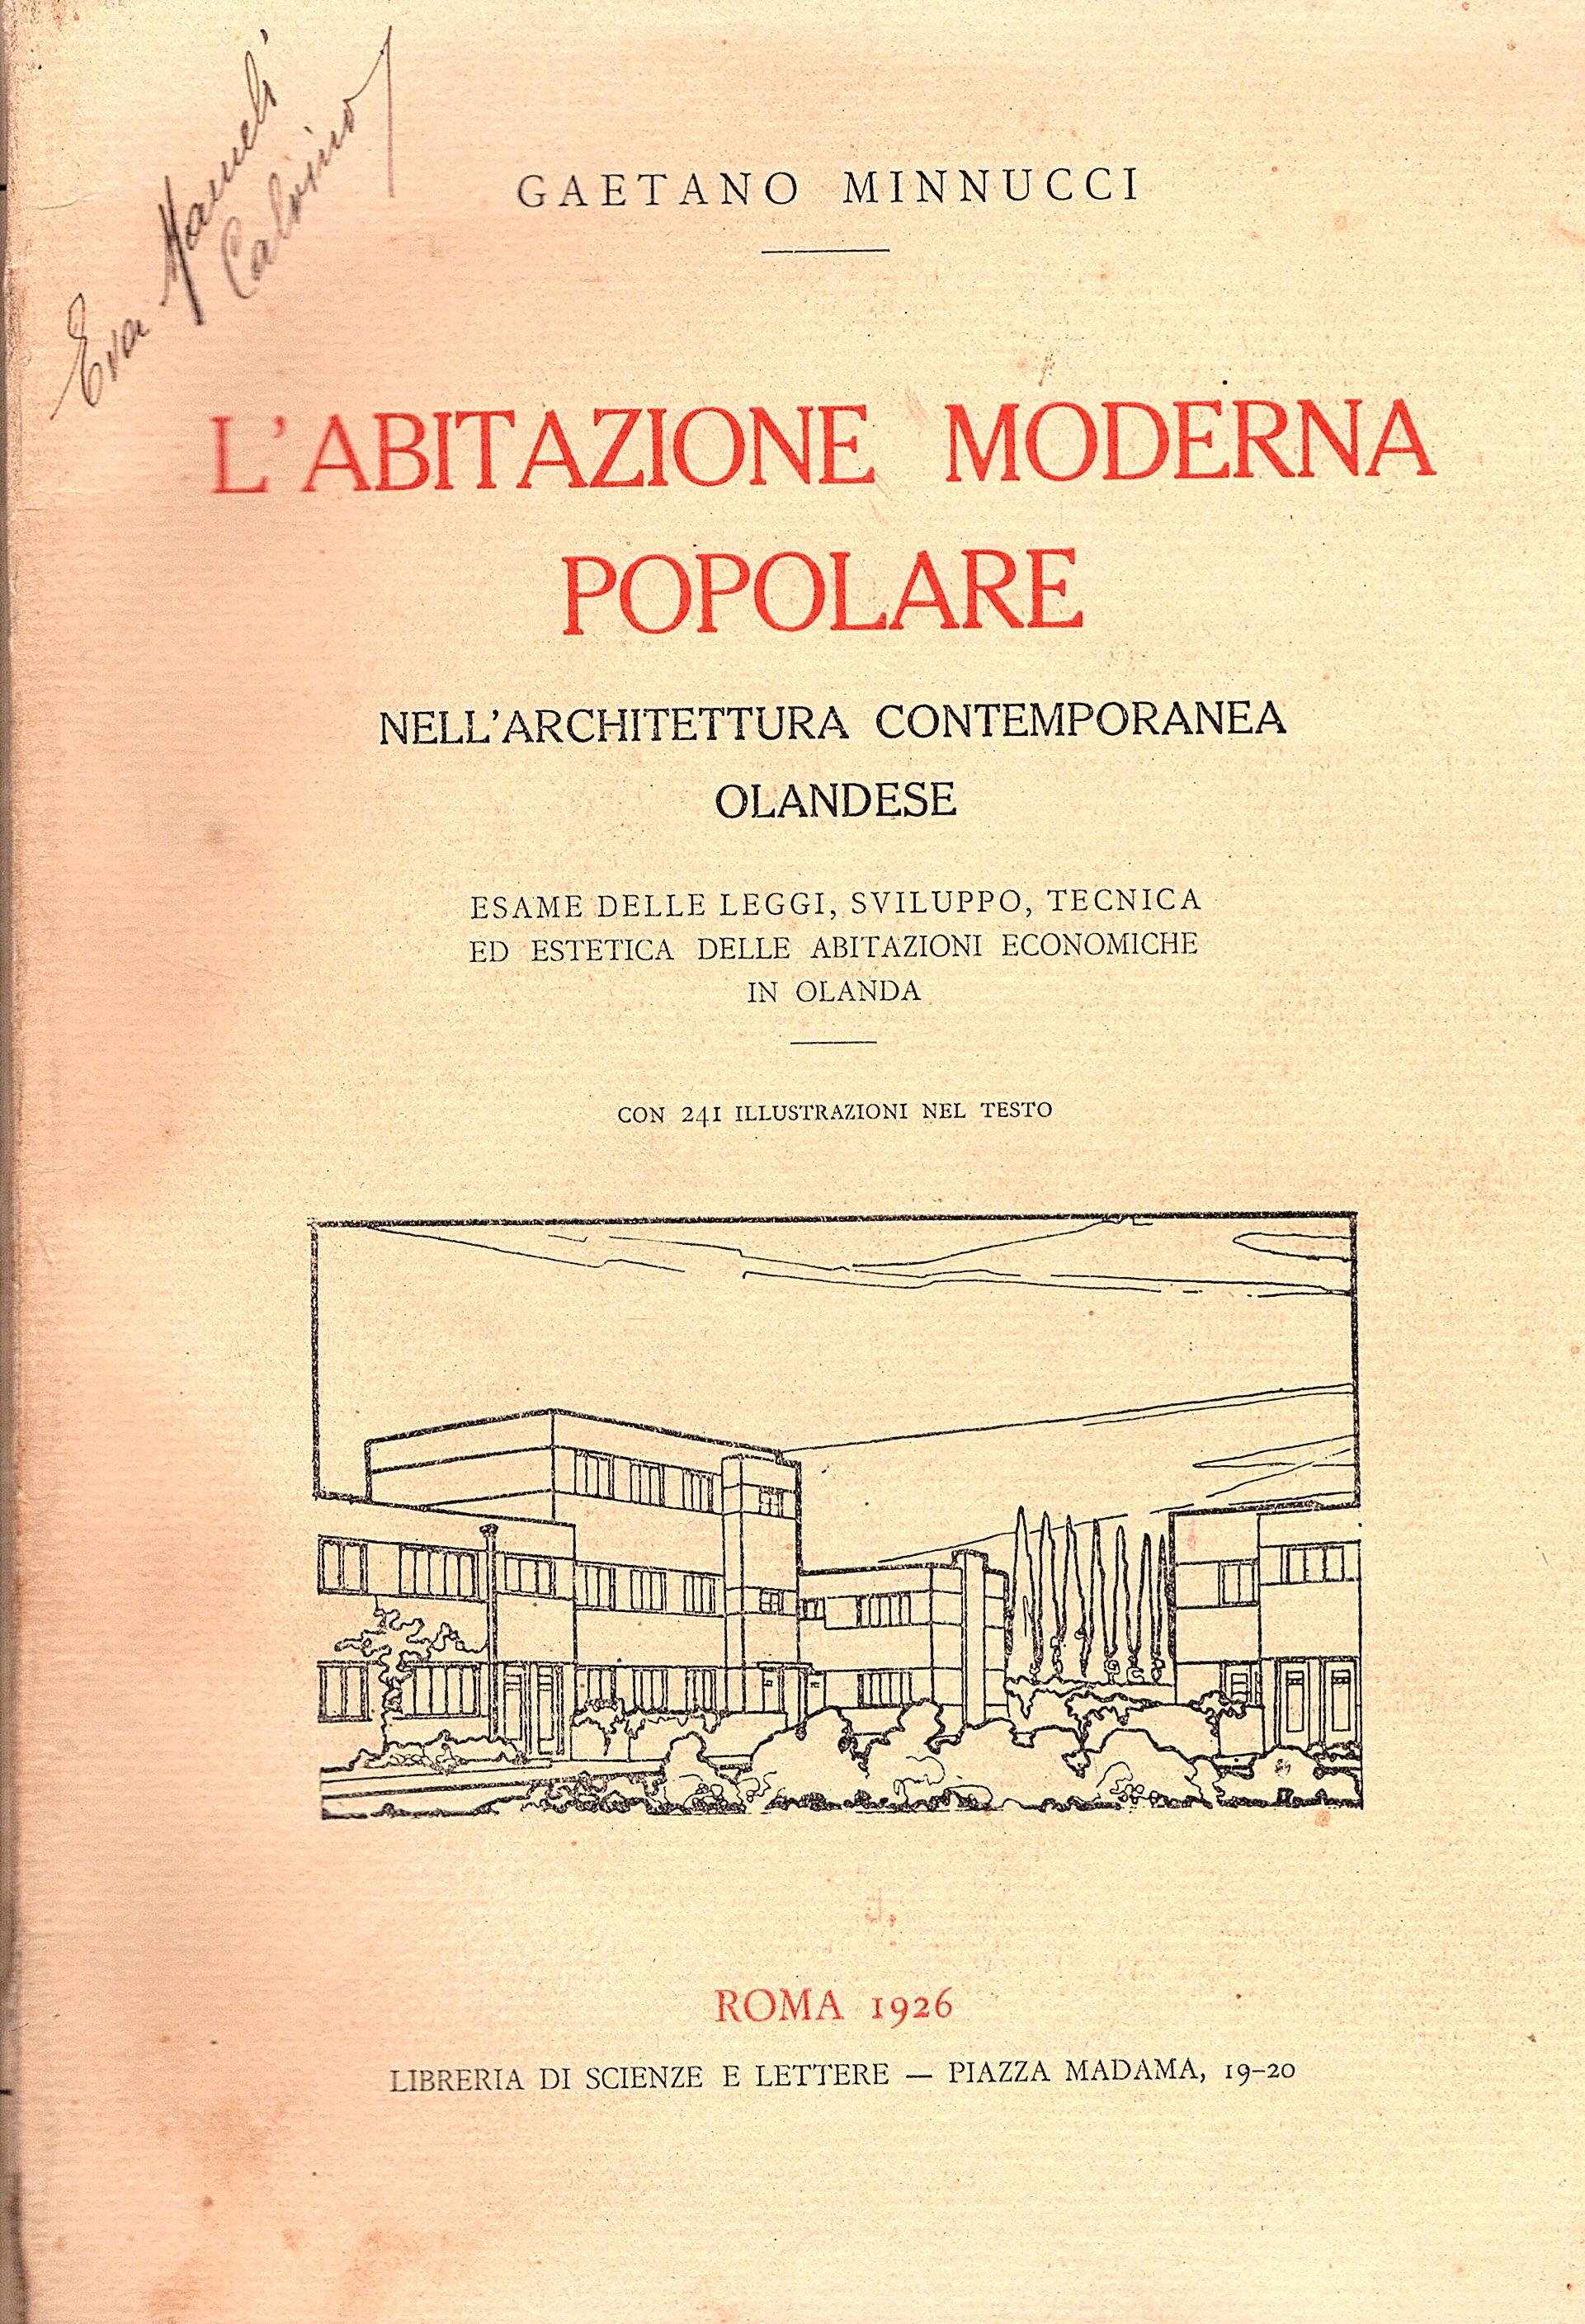 Eva Mameli
Calvino
GAETANO MINNUCCI
L'ABITAZIONE MODERNA
POPOLARE
NELL'ARCHITETTURA CONTEMPORANEA
OLANDESE
ESAME DELLE LEGGI, SVILUPPO, TECNICA
ED ESTETICA DELLE ABITAZIONI ECONOMICHE
IN OLANDA
CON 241 ILLUSTRAZIONI NEL TESTO
ROMA 1926
LIBRERIA DI SCIENZE E LETTERE — PIAZZA MADAMA, 19-20